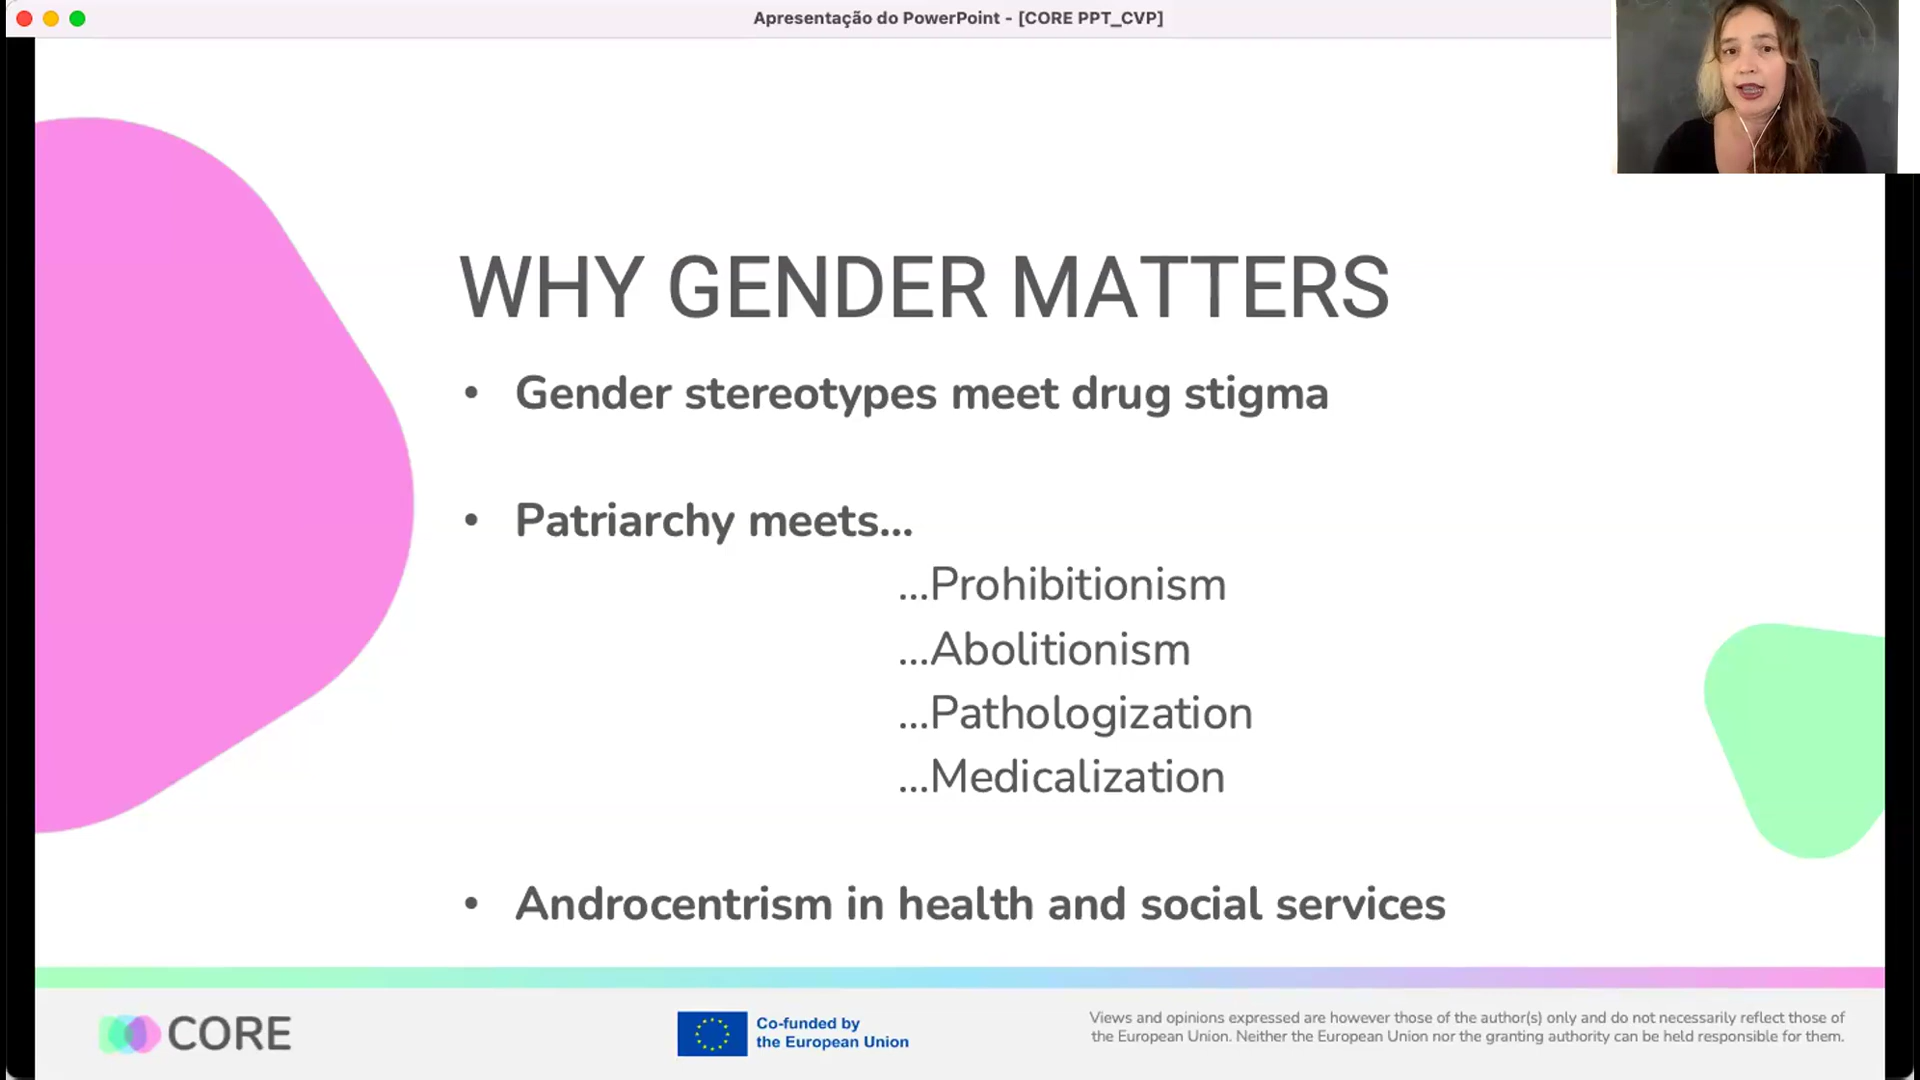 Apresentação do PowerPoint - [CORE PPT_CVP]
WHY GENDER MATTERS
• Gender stereotypes meet drug stigma
• Patriarchy meets...
...Prohibitionism
...Abolitionism
...Pathologization
...Medicalization
• Androcentrism in health and social services
CORE
Co-funded by
the European Union
Views and opinions expressed are however those of the author(s) only and do not necessarily reflect those of
the European Union. Neither the European Union nor the granting authority can be held responsible for them.